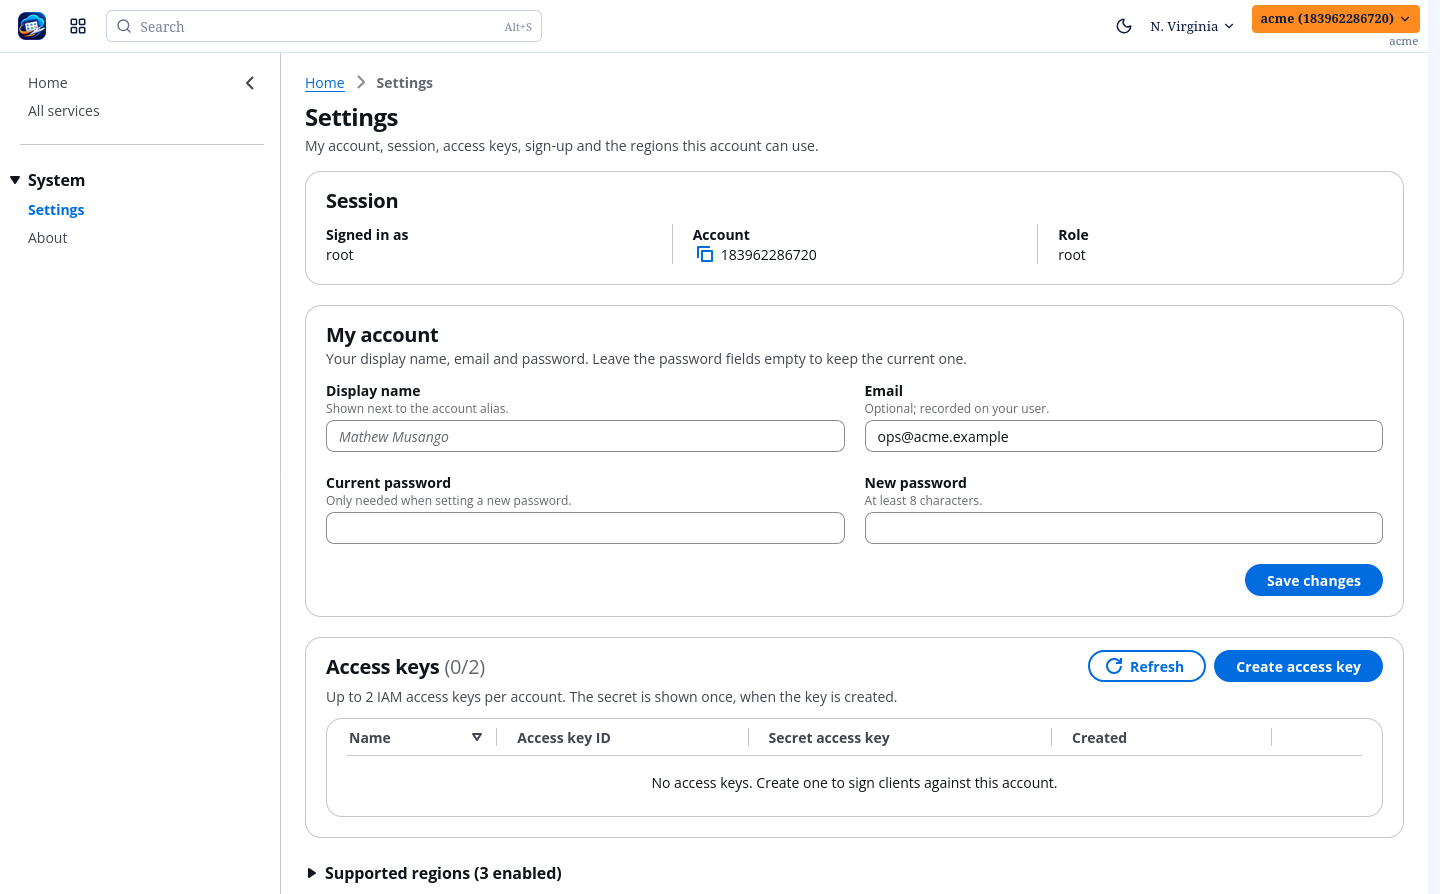 Search
Alt+S
N. Virginia
acme (183962286720)
acme
Home
All services
System
Settings
About
Home
Settings
Settings
My account, session, access keys, sign-up and the regions this account can use.
Session
Signed in as
root
Account
183962286720
Role
root
My account
Your display name, email and password. Leave the password fields empty to keep the current one.
Display name
Shown next to the account alias.
Mathew Musango
Email
Optional; recorded on your user.
ops@acme.example
Current password
Only needed when setting a new password.
New password
At least 8 characters.
Save changes
Access keys (0/2)
Refresh
Create access key
Up to 2 IAM access keys per account. The secret is shown once, when the key is created.
Name
Access key ID
Secret access key
Created
No access keys. Create one to sign clients against this account.
Supported regions (3 enabled)